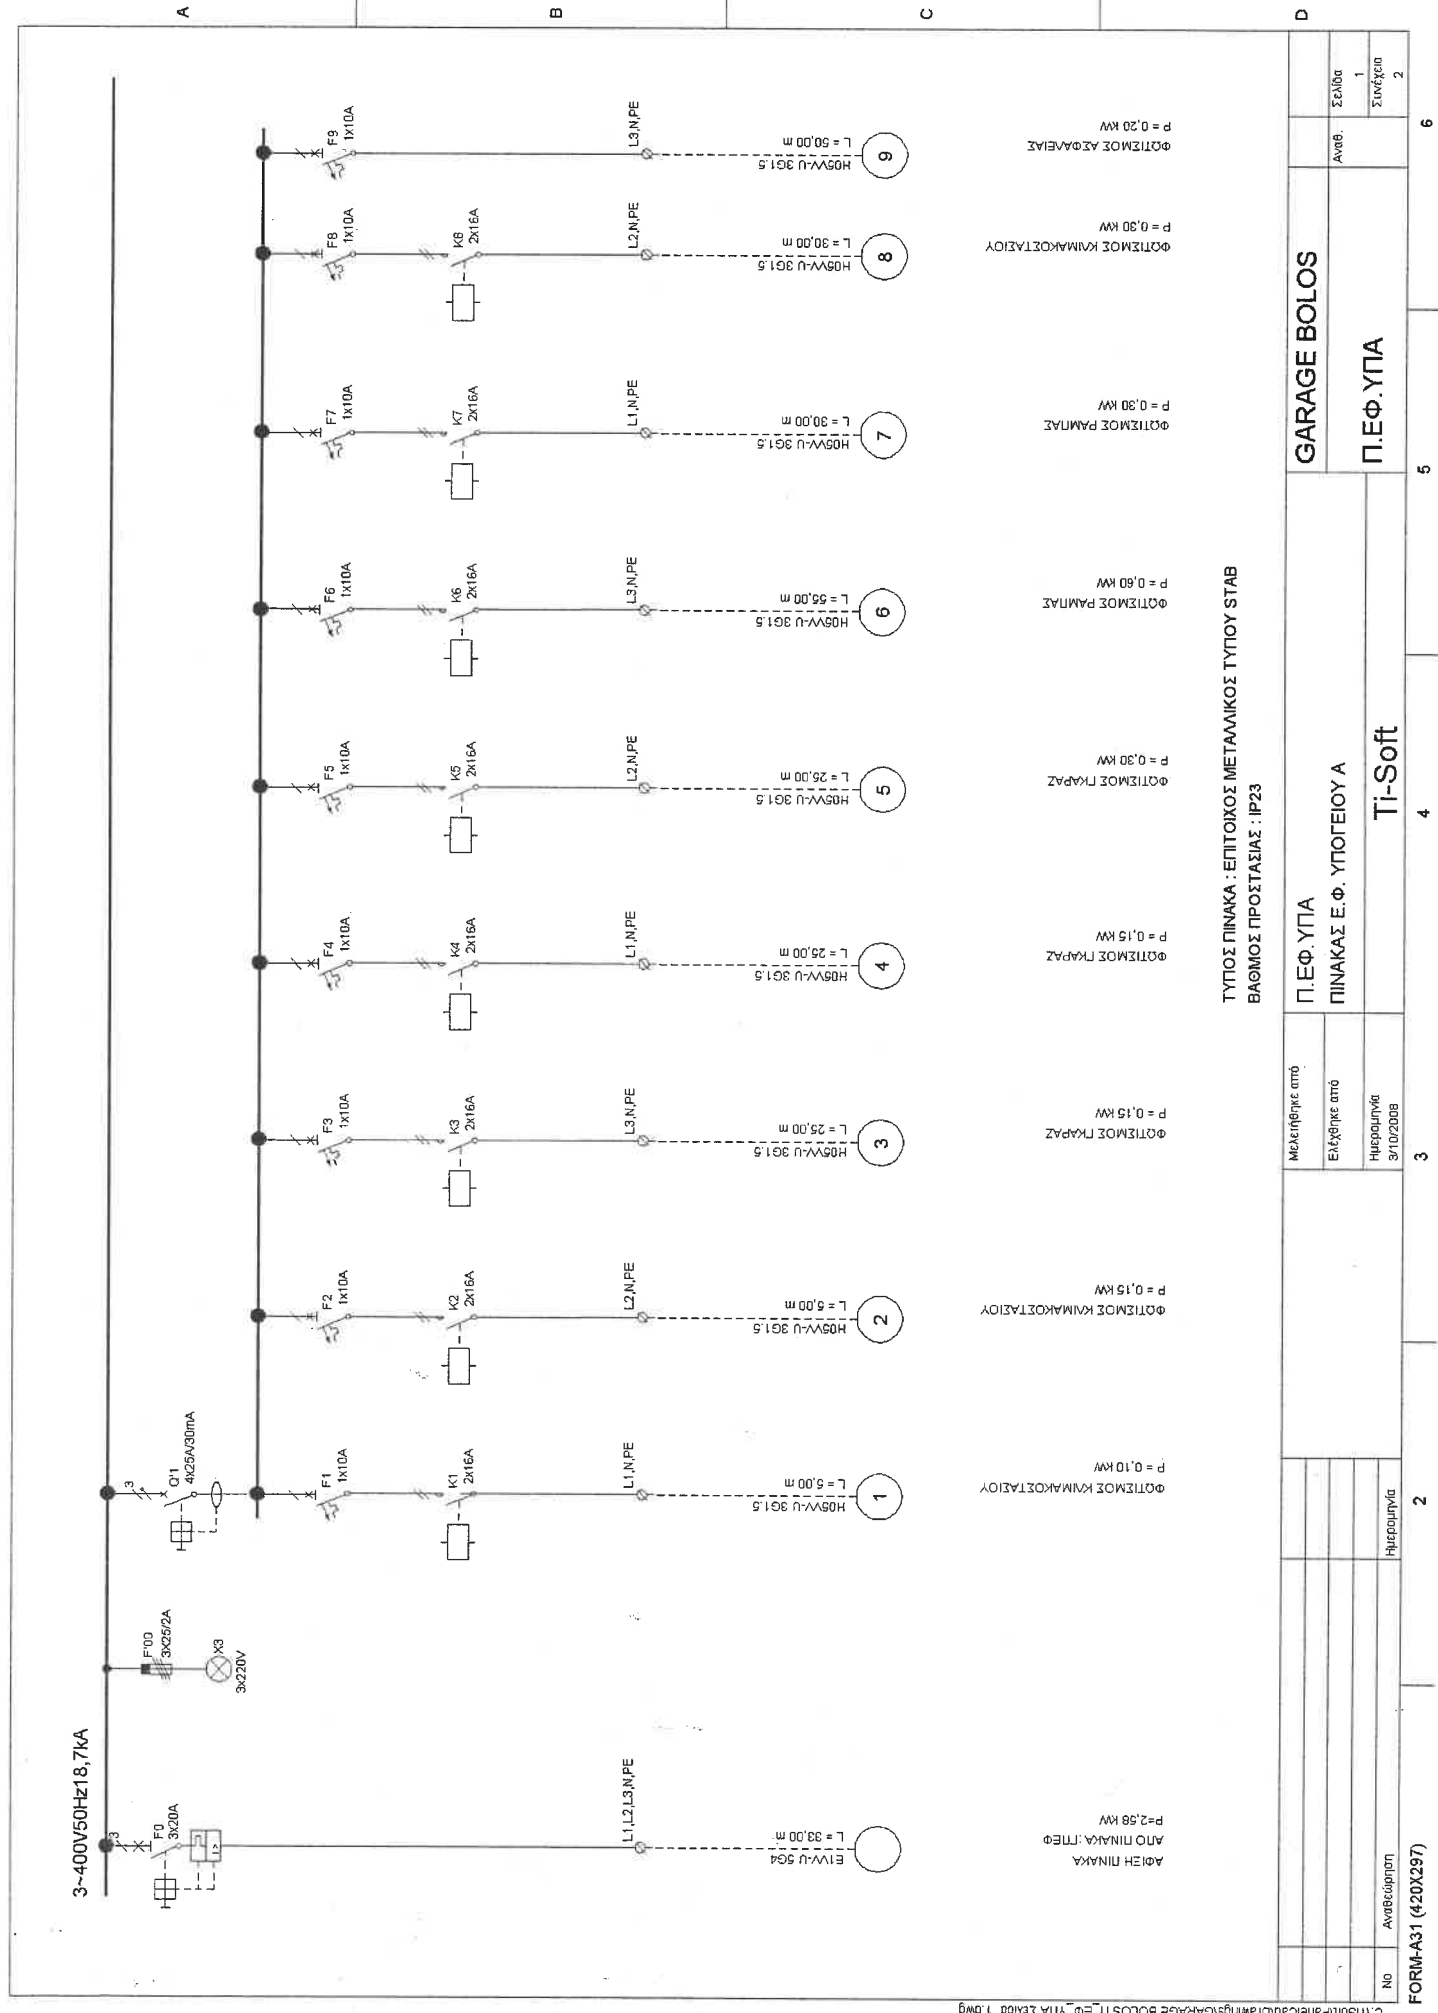 A
B
C
D
3~400V50Hz18,7kA
3
F0
3x20A
I>
L1,L2,L3,N,PE
E1VV-U 5G4
L = 33,00 m
ΑΦΙΞΗ ΠΙΝΑΚΑ
ΑΠΟ ΠΙΝΑΚΑ :ΓΠΕΦ
P=2,58 KW
F'00
3X25/2A
X3
3x220V
3
Q'1
4x25A/30mA
F1
1x10A
K1
2x16A
L1,N,PE
H05VV-U 3G1.5
L = 5,00 m
1
ΦΩΤΙΣΜΟΣ ΚΛΙΜΑΚΟΣΤΑΣΙΟΥ
P = 0,10 KW
F2
1x10A
K2
2x16A
L2,N,PE
H05VV-U 3G1.5
L = 5,00 m
2
ΦΩΤΙΣΜΟΣ ΚΛΙΜΑΚΟΣΤΑΣΙΟΥ
P = 0,15 KW
F3
1x10A
K3
2x16A
L3,N,PE
H05VV-U 3G1.5
L = 25,00 m
3
ΦΩΤΙΣΜΟΣ ΓΚΑΡΑΖ
P = 0,15 KW
F4
1x10A
K4
2x16A
L1,N,PE
H05VV-U 3G1.5
L = 25,00 m
4
ΦΩΤΙΣΜΟΣ ΓΚΑΡΑΖ
P = 0,15 KW
F5
1x10A
K5
2x16A
L2,N,PE
H05VV-U 3G1.5
L = 25,00 m
5
ΦΩΤΙΣΜΟΣ ΓΚΑΡΑΖ
P = 0,30 KW
F6
1x10A
K6
2x16A
L3,N,PE
H05VV-U 3G1.5
L = 55,00 m
6
ΦΩΤΙΣΜΟΣ ΡΑΜΠΑΣ
P = 0,60 KW
F7
1x10A
K7
2x16A
L1,N,PE
H05VV-U 3G1.5
L = 30,00 m
7
ΦΩΤΙΣΜΟΣ ΡΑΜΠΑΣ
P = 0,30 KW
F8
1x10A
K8
2x16A
L2,N,PE
H05VV-U 3G1.5
L = 30,00 m
8
ΦΩΤΙΣΜΟΣ ΚΛΙΜΑΚΟΣΤΑΣΙΟΥ
P = 0,30 KW
F9
1x10A
L3,N,PE
H05VV-U 3G1.5
L = 50,00 m
9
ΦΩΤΙΣΜΟΣ ΑΣΦΑΛΕΙΑΣ
P = 0,20 KW
ΤΥΠΟΣ ΠΙΝΑΚΑ : ΕΠΙΤΟΙΧΟΣ ΜΕΤΑΛΛΙΚΟΣ ΤΥΠΟΥ STAB
ΒΑΘΜΟΣ ΠΡΟΣΤΑΣΙΑΣ : IP23
No
Αναθεώρηση
Ημερομηνία
Μελετήθηκε από
Ελέχθηκε από
Ημερομηνία
3/10/2008
Π.ΕΦ.ΥΠΑ
ΠΙΝΑΚΑΣ Ε.Φ. ΥΠΟΓΕΙΟΥ Α
Ti-Soft
GARAGE BOLOS
Π.ΕΦ.ΥΠΑ
Αναθ.
Σελίδα
1
Συνέχεια
2
FORM-A31 (420X297)
2
3
4
5
6